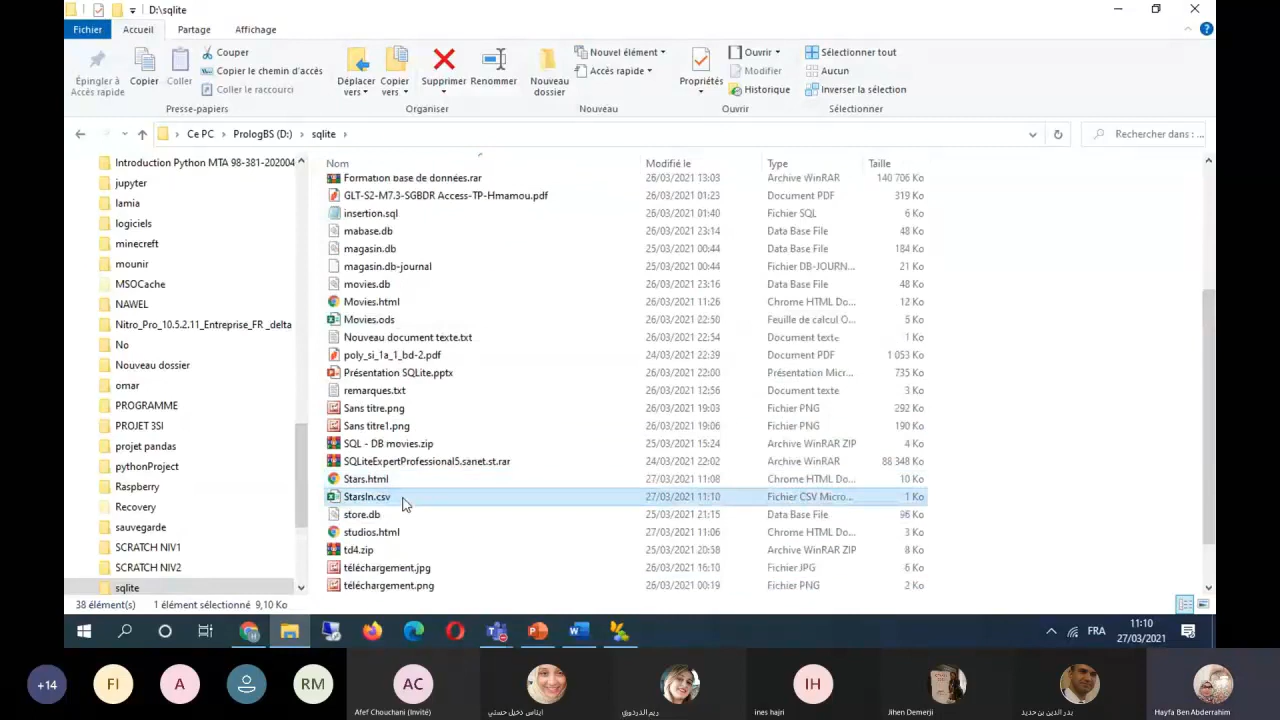 D:\sqlite
Fichier Accueil Partage Affichage
Épingler à Accès rapide
Copier
Coller
Couper
Copier le chemin d'accès
Coller le raccourci
Presse-papiers
Déplacer vers
Copier vers
Supprimer
Renommer
Organiser
Nouveau dossier
Nouvel élément
Accès rapide
Nouveau
Propriétés
Ouvrir
Modifier
Historique
Ouvrir
Sélectionner tout
Aucun
Inverser la sélection
Sélectionner
Ce PC PrologBS (D:) sqlite
Rechercher dans : ...
Introduction Python MTA 98-381-202004
jupyter
lamia
logiciels
minecreft
mounir
MSOCache
NAWEL
Nitro_Pro_10.5.2.11_Entreprise_FR _delta
No
Nouveau dossier
omar
PROGRAMME
PROJET 3SI
projet pandas
pythonProject
Raspberry
Recovery
sauvegarde
SCRATCH NIV1
SCRATCH NIV2
sqlite
Nom Modifié le Type Taille
Formation base de données.rar 26/03/2021 13:03 Archive WinRAR 140 706 Ko
GLT-S2-M7.3-SGBDR Access-TP-Hmamou.pdf 26/03/2021 01:23 Document PDF 319 Ko
insertion.sql 26/03/2021 01:40 Fichier SQL 6 Ko
mabase.db 26/03/2021 23:14 Data Base File 48 Ko
magasin.db 25/03/2021 00:44 Data Base File 184 Ko
magasin.db-journal 25/03/2021 00:44 Fichier DB-JOURN... 21 Ko
movies.db 26/03/2021 23:16 Data Base File 48 Ko
Movies.html 26/03/2021 11:26 Chrome HTML Do... 12 Ko
Movies.ods 26/03/2021 22:50 Feuille de calcul O... 5 Ko
Nouveau document texte.txt 26/03/2021 22:54 Document texte 1 Ko
poly_si_1a_1_bd-2.pdf 24/03/2021 22:39 Document PDF 1 053 Ko
Présentation SQLite.pptx 26/03/2021 22:00 Présentation Micr... 735 Ko
remarques.txt 26/03/2021 12:56 Document texte 3 Ko
Sans titre.png 26/03/2021 19:03 Fichier PNG 292 Ko
Sans titre1.png 26/03/2021 19:06 Fichier PNG 190 Ko
SQL - DB movies.zip 25/03/2021 15:24 Archive WinRAR ZIP 4 Ko
SQLiteExpertProfessional5.sanet.st.rar 24/03/2021 22:02 Archive WinRAR 88 348 Ko
Stars.html 27/03/2021 11:08 Chrome HTML Do... 10 Ko
StarsIn.csv 27/03/2021 11:10 Fichier CSV Micro... 1 Ko
store.db 25/03/2021 21:15 Data Base File 96 Ko
studios.html 27/03/2021 11:06 Chrome HTML Do... 3 Ko
td4.zip 25/03/2021 20:58 Archive WinRAR ZIP 8 Ko
téléchargement.jpg 26/03/2021 16:10 Fichier JPG 6 Ko
téléchargement.png 26/03/2021 00:19 Fichier PNG 2 Ko
38 élément(s) 1 élément sélectionné 9,10 Ko
FRA
11:10
27/03/2021
+14 FI A RM AC IH
Afef Chouchani (Invité) ايناس دخيل حسني ريم الدردوري ines hajri Jihen Demerji بدر الدين بن حديد Hayfa Ben Abderrahim